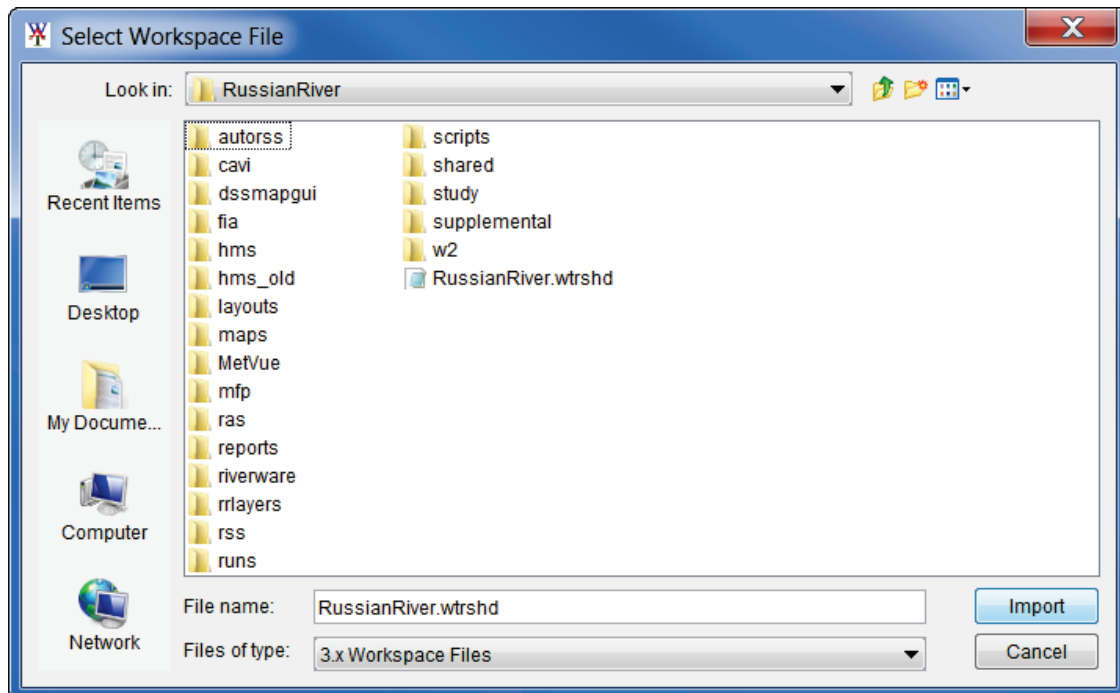 Select Workspace File
X
Look in:
RussianRiver
Recent Items
Desktop
My Docume...
Computer
Network
autorss
cavi
dssmapgui
fia
hms
hms_old
layouts
maps
MetVue
mfp
ras
reports
riverware
rrlayers
rss
runs
scripts
shared
study
supplemental
w2
RussianRiver.wtrshd
File name:
RussianRiver.wtrshd
Import
Files of type:
3.x Workspace Files
Cancel